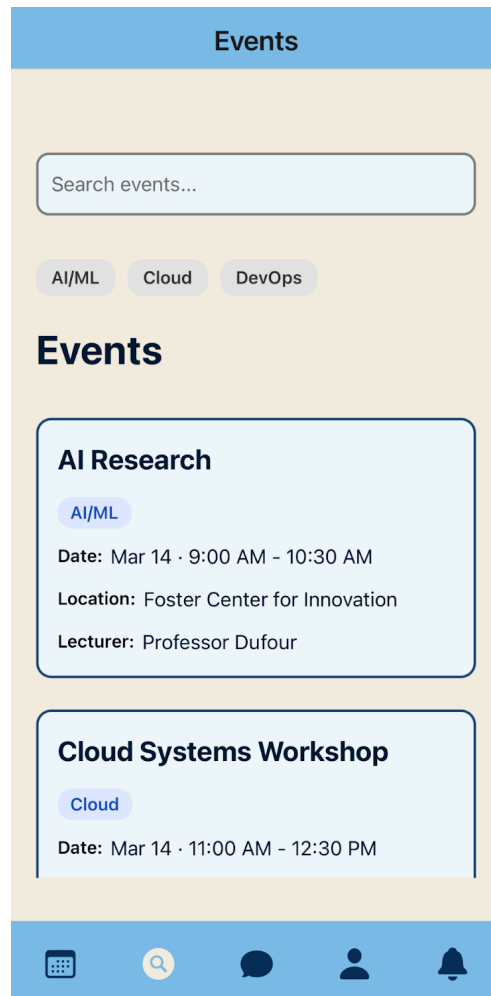 Events
Search events...
AI/ML Cloud DevOps
Events
AI Research
AI/ML
Date: Mar 14 · 9:00 AM - 10:30 AM
Location: Foster Center for Innovation
Lecturer: Professor Dufour
Cloud Systems Workshop
Cloud
Date: Mar 14 · 11:00 AM - 12:30 PM